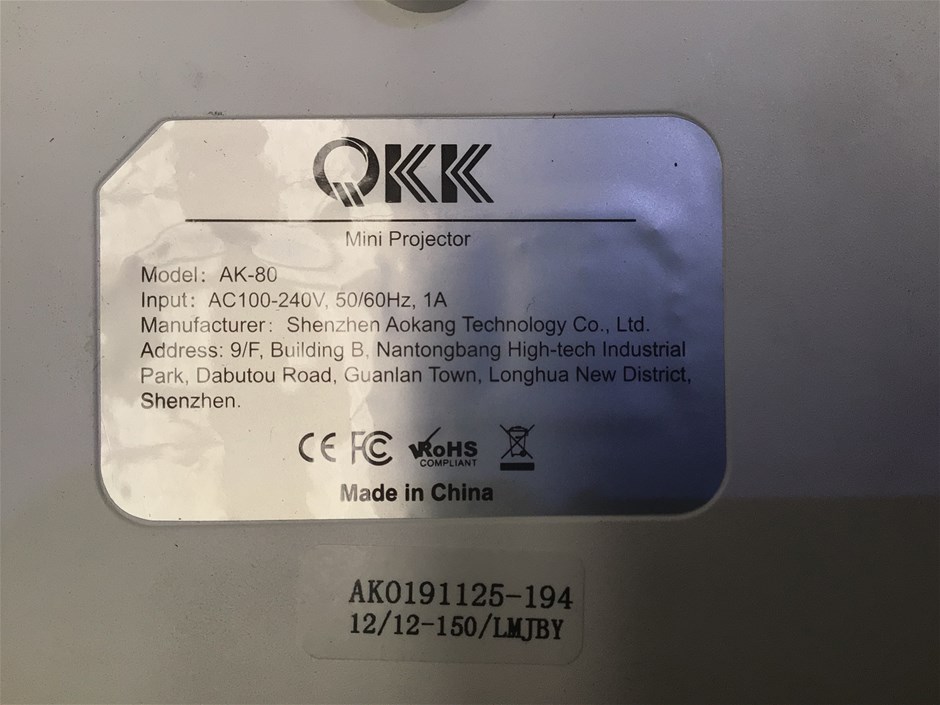 QKK
Mini Projector
Model: AK-80
Input: AC100-240V, 50/60Hz, 1A
Manufacturer: Shenzhen Aokang Technology Co., Ltd.
Address: 9/F, Building B, Nantongbang High-tech Industrial
Park, Dabutou Road, Guanlan Town, Longhua New District,
Shenzhen.
CE FC RoHS
COMPLIANT
Made in China
AK0191125-194
12/12-150/LMJBY